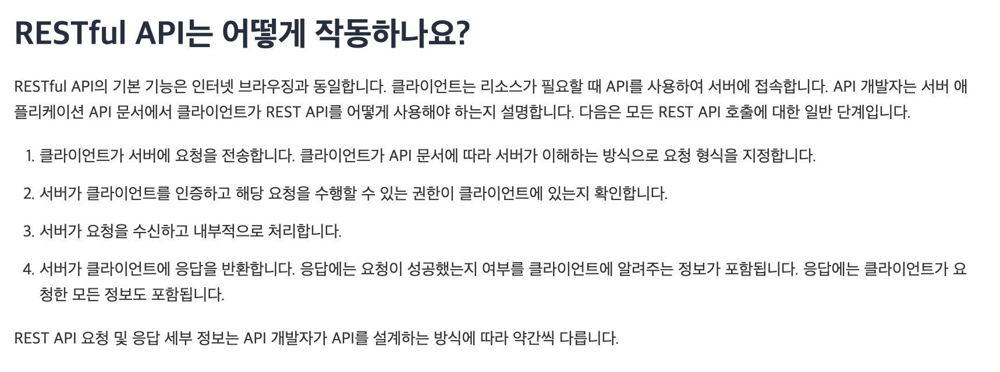 RESTful API는 어떻게 작동하나요?
RESTful API의 기본 기능은 인터넷 브라우징과 동일합니다. 클라이언트는 리소스가 필요할 때 API를 사용하여 서버에 접속합니다. API 개발자는 서버 애
플리케이션 API 문서에서 클라이언트가 REST API를 어떻게 사용해야 하는지 설명합니다. 다음은 모든 REST API 호출에 대한 일반 단계입니다.
1. 클라이언트가 서버에 요청을 전송합니다. 클라이언트가 API 문서에 따라 서버가 이해하는 방식으로 요청 형식을 지정합니다.
2. 서버가 클라이언트를 인증하고 해당 요청을 수행할 수 있는 권한이 클라이언트에 있는지 확인합니다.
3. 서버가 요청을 수신하고 내부적으로 처리합니다.
4. 서버가 클라이언트에 응답을 반환합니다. 응답에는 요청이 성공했는지 여부를 클라이언트에 알려주는 정보가 포함됩니다. 응답에는 클라이언트가 요
청한 모든 정보도 포함됩니다.
REST API 요청 및 응답 세부 정보는 API 개발자가 API를 설계하는 방식에 따라 약간씩 다릅니다.